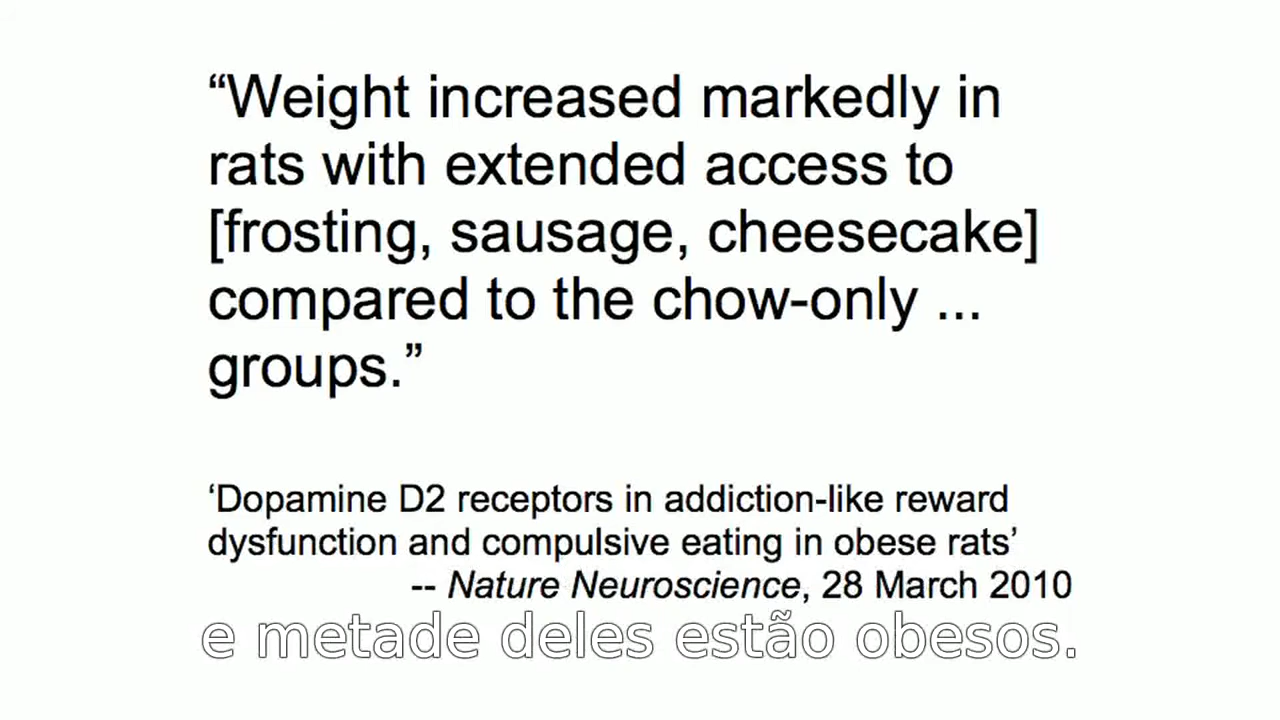 “Weight increased markedly in
rats with extended access to
[frosting, sausage, cheesecake]
compared to the chow-only ...
groups.”
‘Dopamine D2 receptors in addiction-like reward
dysfunction and compulsive eating in obese rats’
-- Nature Neuroscience, 28 March 2010
e metade deles estão obesos.